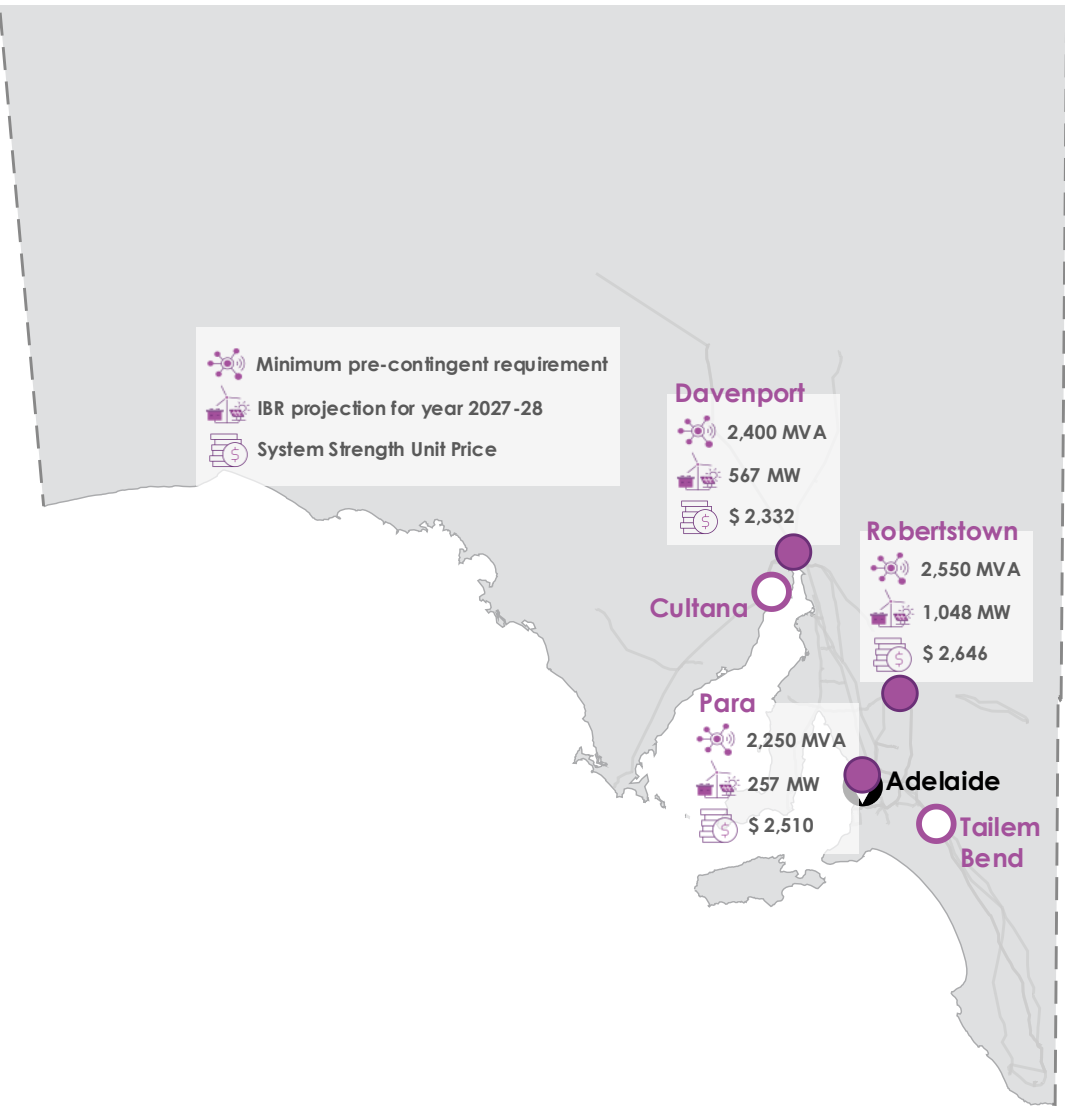 Minimum pre-contingent requirement
IBR projection for year 2027-28
System Strength Unit Price
Davenport
2,400 MVA
567 MW
$ 2,332
Robertstown
2,550 MVA
1,048 MW
$ 2,646
Cultana
Para
2,250 MVA
257 MW
$ 2,510
Adelaide
Tailem
Bend